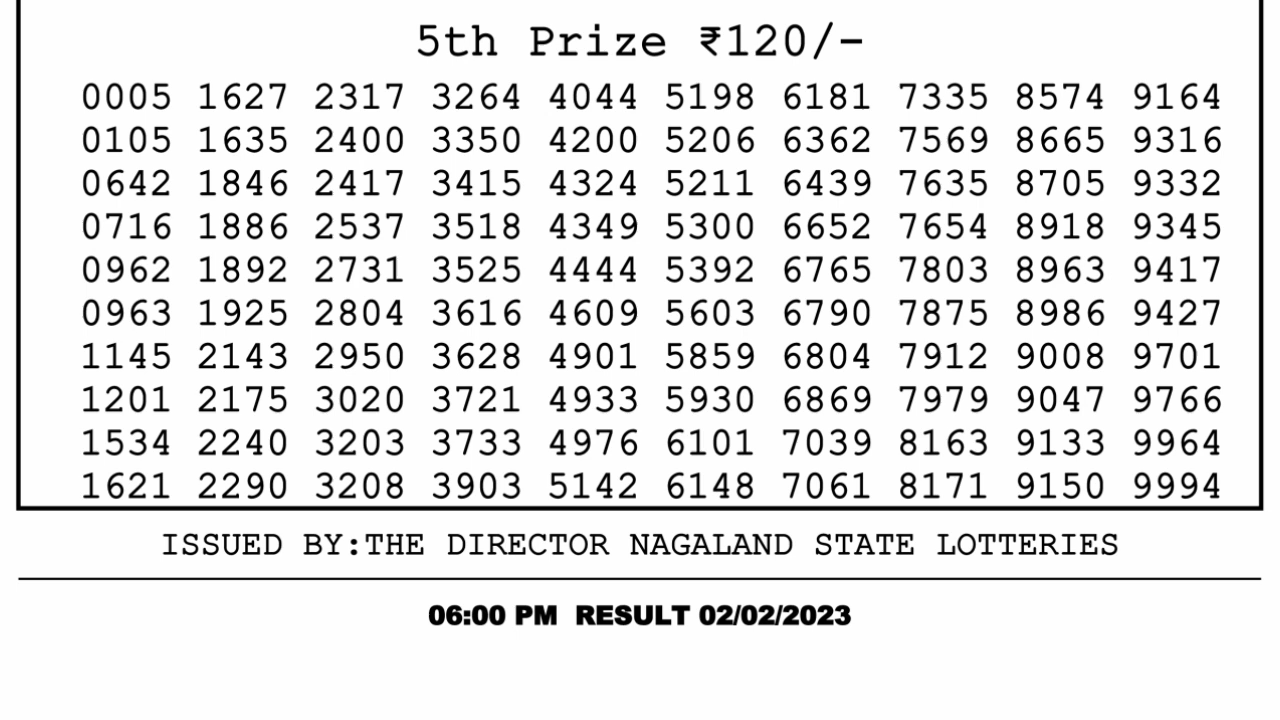 5th Prize ₹120/-
0005 1627 2317 3264 4044 5198 6181 7335 8574 9164
0105 1635 2400 3350 4200 5206 6362 7569 8665 9316
0642 1846 2417 3415 4324 5211 6439 7635 8705 9332
0716 1886 2537 3518 4349 5300 6652 7654 8918 9345
0962 1892 2731 3525 4444 5392 6765 7803 8963 9417
0963 1925 2804 3616 4609 5603 6790 7875 8986 9427
1145 2143 2950 3628 4901 5859 6804 7912 9008 9701
1201 2175 3020 3721 4933 5930 6869 7979 9047 9766
1534 2240 3203 3733 4976 6101 7039 8163 9133 9964
1621 2290 3208 3903 5142 6148 7061 8171 9150 9994
ISSUED BY:THE DIRECTOR NAGALAND STATE LOTTERIES
06:00 PM RESULT 02/02/2023